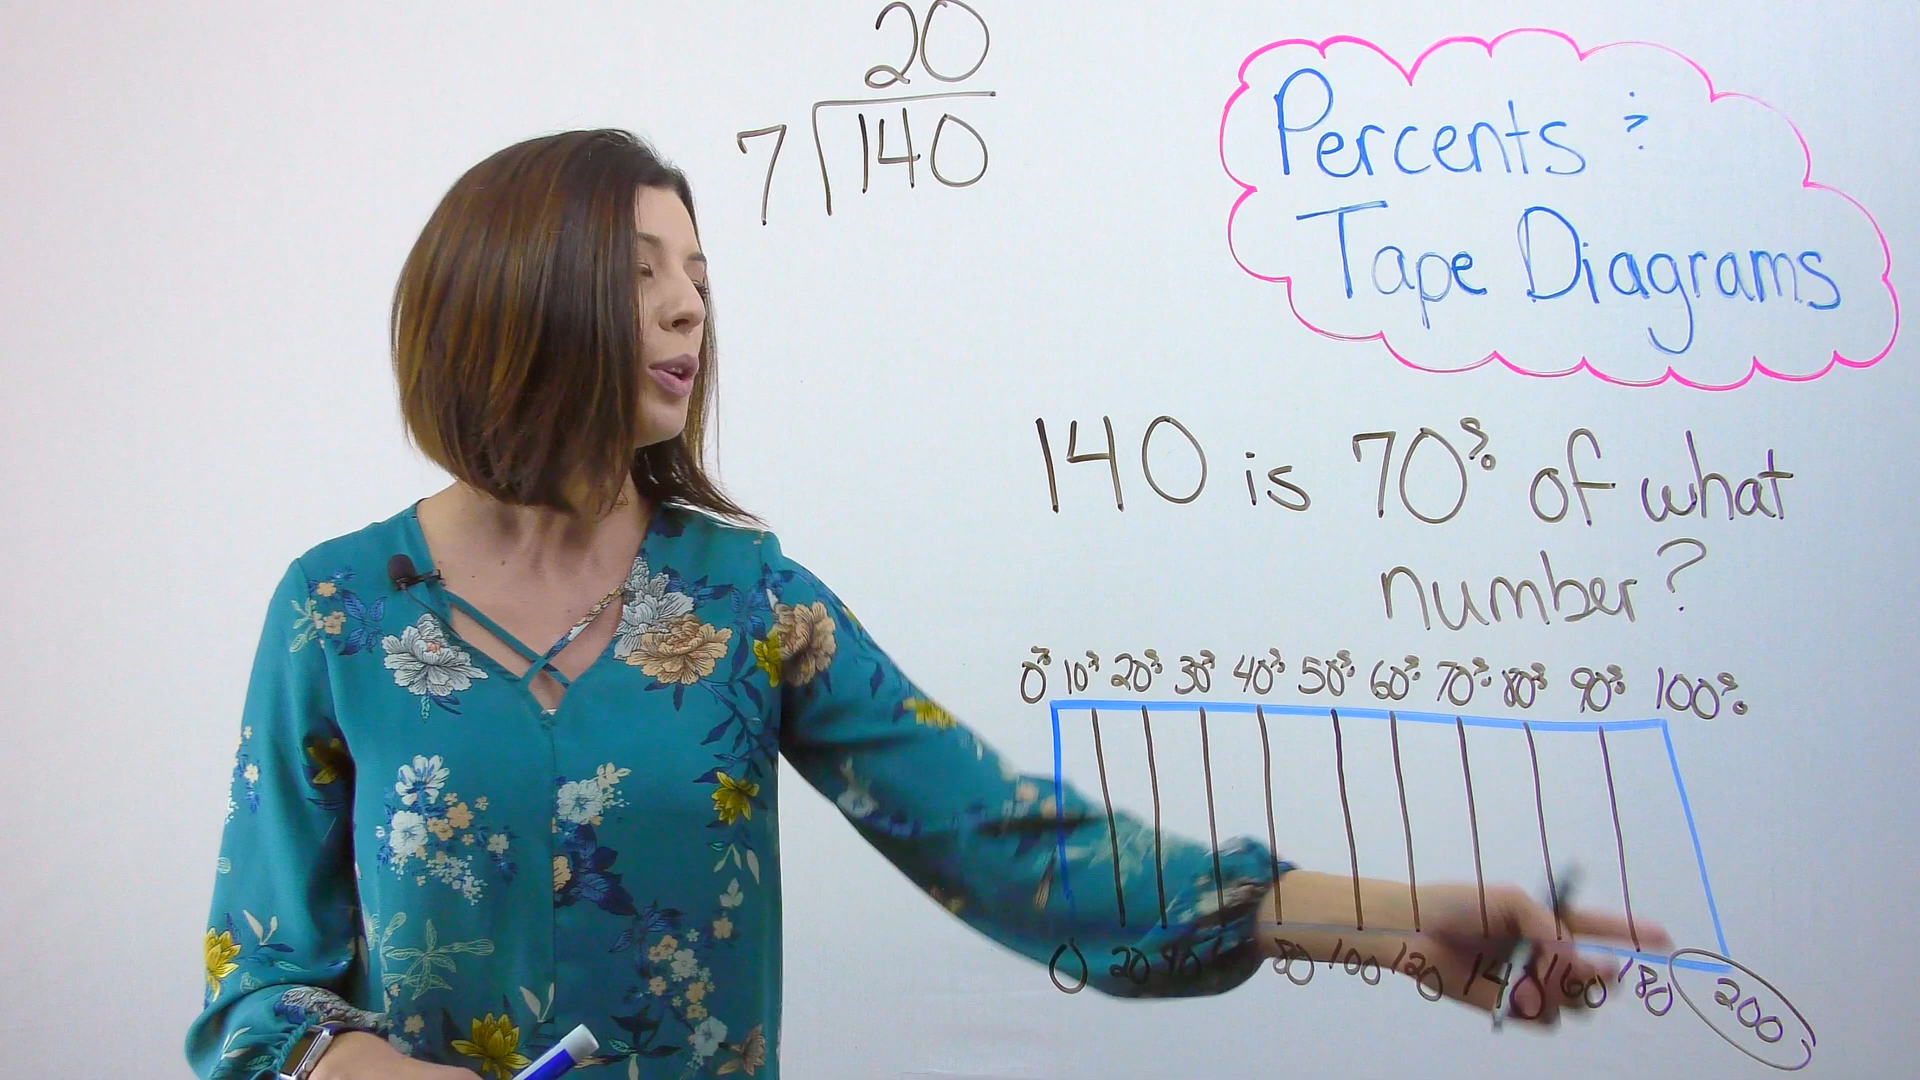 20
7 140
Percents &
Tape Diagrams
140 is 70% of what
number?
0% 10% 20% 30% 40% 50% 60% 70% 80% 90% 100%
0 20 40 80 100 120 140 160 180 200